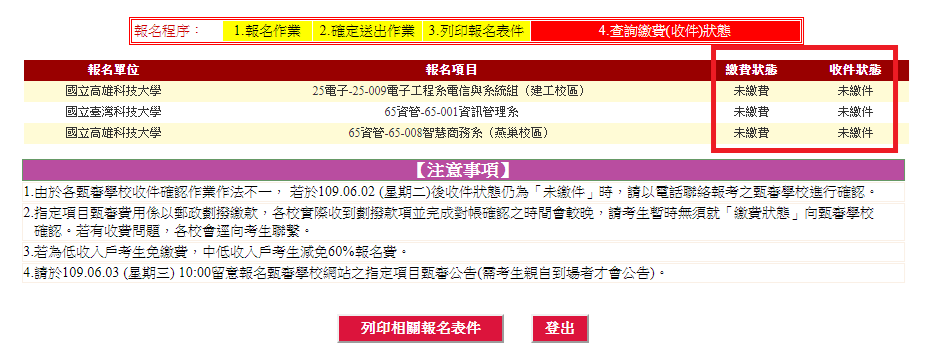 報名程序： 1.報名作業 2.確定送出作業 3.列印報名表件 4.查詢繳費(收件)狀態
報名單位 報名項目 繳費狀態 收件狀態
國立高雄科技大學 25電子-25-009電子工程系電信與系統組（建工校區） 未繳費 未繳件
國立臺灣科技大學 65資管-65-001資訊管理系 未繳費 未繳件
國立高雄科技大學 65資管-65-008智慧商務系（燕巢校區） 未繳費 未繳件
【注意事項】
1.由於各甄審學校收件確認作業作法不一， 若於109.06.02 (星期二)後收件狀態仍為「未繳件」時，請以電話聯絡報考之甄審學校進行確認。
2.指定項目甄審費用係以郵政劃撥繳款，各校實際收到劃撥款項並完成對帳確認之時間會較晚，請考生暫時無須就「繳費狀態」向甄審學校
確認。若有收費問題，各校會逕向考生聯繫。
3.若為低收入戶考生免繳費，中低收入戶考生減免60%報名費。
4.請於109.06.03 (星期三) 10:00留意報名甄審學校網站之指定項目甄審公告(需考生親自到場者才會公告)。
列印相關報名表件 登出